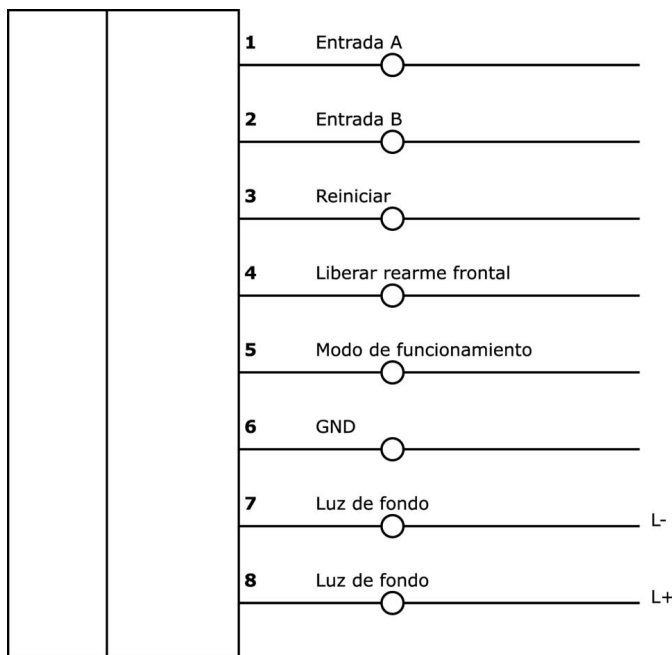 1 Entrada A
2 Entrada B
3 Reiniciar
4 Liberar rearme frontal
5 Modo de funcionamiento
6 GND
7 Luz de fondo L-
8 Luz de fondo L+